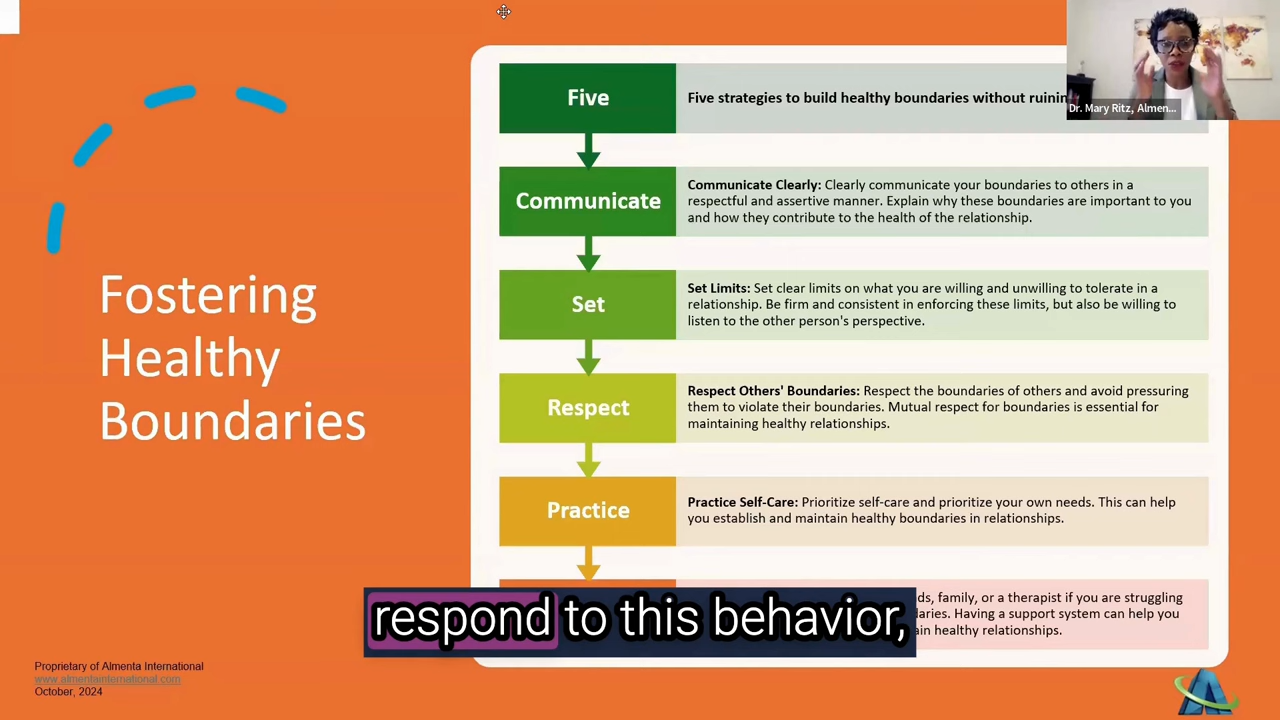 Five
Five strategies to build healthy boundaries without
Dr. Mary Ritz, Almen...
Communicate
Communicate Clearly: Clearly communicate your boundaries to others in a
respectful and assertive manner. Explain why these boundaries are important to you
and how they contribute to the health of the relationship.
Set
Set Limits: Set clear limits on what you are willing and unwilling to tolerate in a
relationship. Be firm and consistent in enforcing these limits, but also be willing to
listen to the other person's perspective.
Fostering
Healthy
Boundaries
Respect
Respect Others' Boundaries: Respect the boundaries of others and avoid pressuring
them to violate their boundaries. Mutual respect for boundaries is essential for
maintaining healthy relationships.
Practice
Practice Self-Care: Prioritize self-care and prioritize your own needs. This can help
you establish and maintain healthy boundaries in relationships.
family, or a therapist if you are struggling
Having a support system can help you
healthy relationships.
respond to this behavior,
Proprietary of Almenta International
www.almentainternational.com
October, 2024